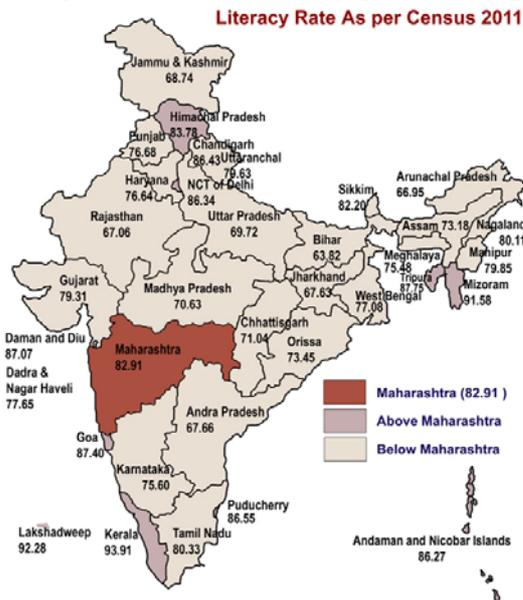 Literacy Rate As per Census 2011
Jammu & Kashmir
68.74
Himachal Pradesh
83.78
Punjab
76.68
Chandigarh
86.43
Uttaranchal
79.63
Haryana
76.64
NCT of Delhi
86.34
Rajasthan
67.06
Uttar Pradesh
69.72
Sikkim
82.20
Arunachal Pradesh
66.95
Assam 73.18
Nagaland
80.11
Bihar
63.82
Meghalaya
75.48
Manipur
79.85
Tripura
87.75
Mizoram
91.58
Gujarat
79.31
Madhya Pradesh
70.63
Jharkhand
67.63
West Bengal
77.08
Daman and Diu
87.07
Dadra &
Nagar Haveli
77.65
Maharashtra
82.91
Chhattisgarh
71.04
Orissa
73.45
Maharashtra (82.91 )
Above Maharashtra
Below Maharashtra
Andra Pradesh
67.66
Goa
87.40
Karnataka
75.60
Puducherry
86.55
Lakshadweep
92.28
Kerala
93.91
Tamil Nadu
80.33
Andaman and Nicobar Islands
86.27